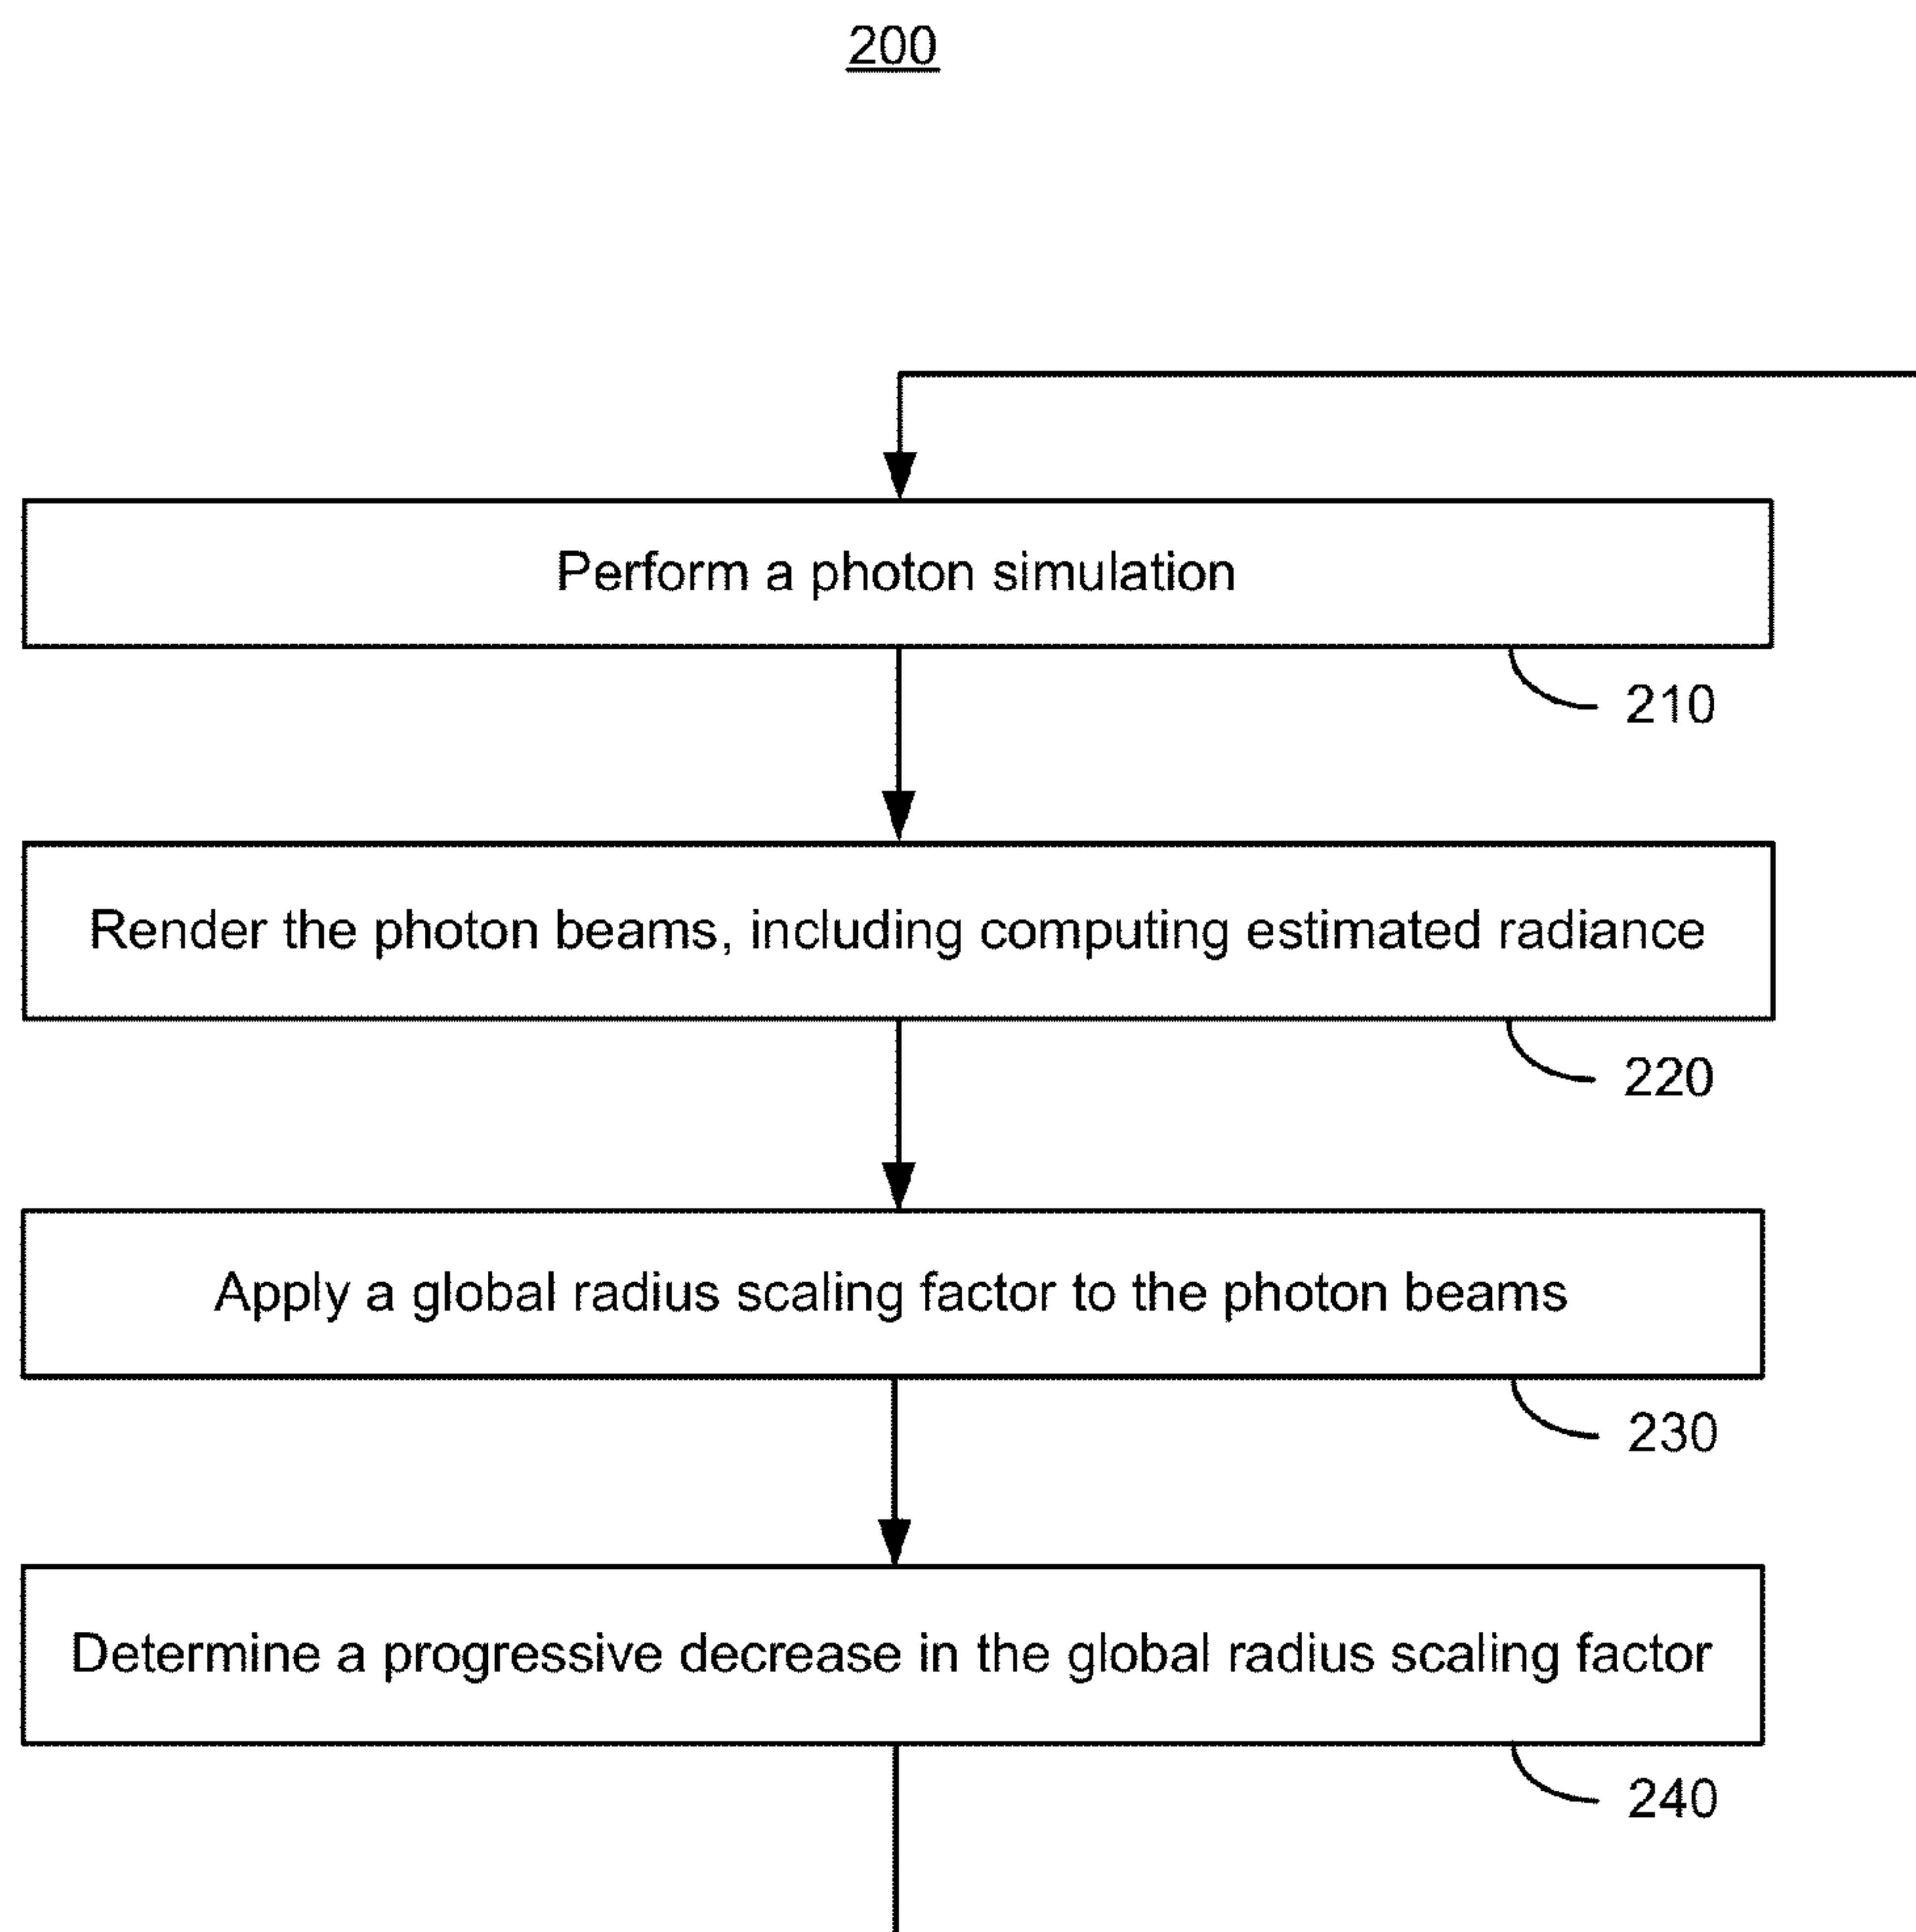 200
Perform a photon simulation
210
Render the photon beams, including computing estimated radiance
220
Apply a global radius scaling factor to the photon beams
230
Determine a progressive decrease in the global radius scaling factor
240